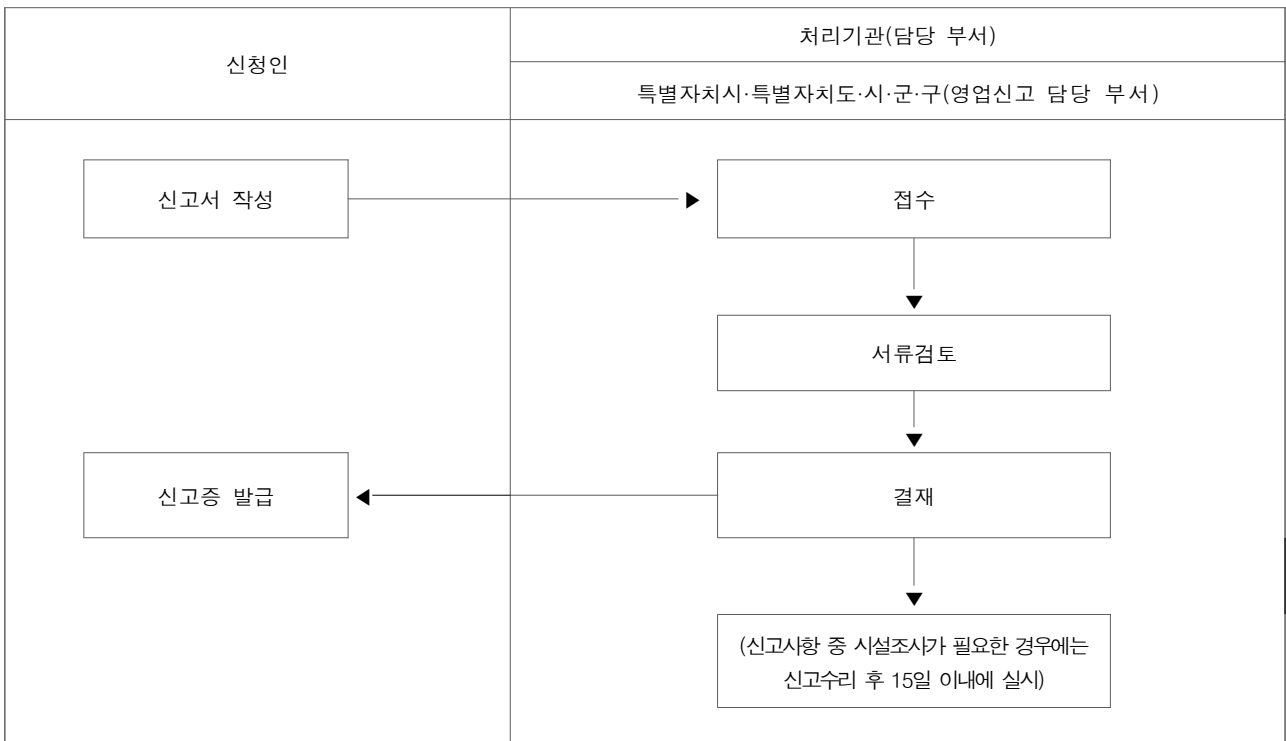 신청인
처리기관(담당 부서)
특별자치시·특별자치도·시·군·구(영업신고 담당 부서)
신고서 작성
접수
서류검토
신고증 발급
결재
(신고사항 중 시설조사가 필요한 경우에는
신고수리 후 15일 이내에 실시)